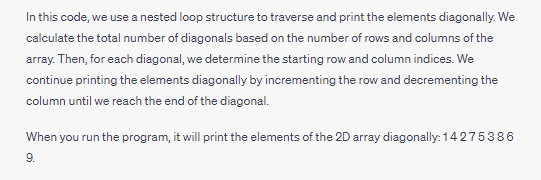 In this code, we use a nested loop structure to traverse and print the elements diagonally. We
calculate the total number of diagonals based on the number of rows and columns of the
array. Then, for each diagonal, we determine the starting row and column indices. We
continue printing the elements diagonally by incrementing the row and decrementing the
column until we reach the end of the diagonal.
When you run the program, it will print the elements of the 2D array diagonally: 1 4 2 7 5 3 8 6
9.